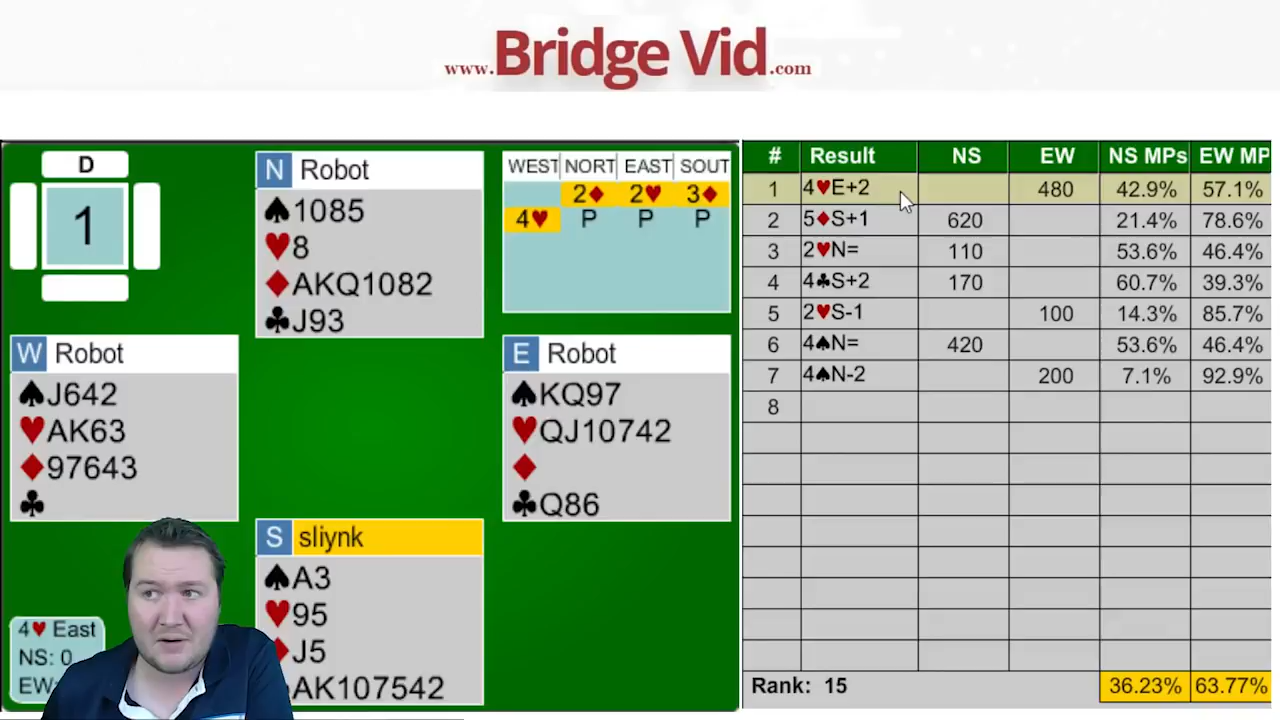 www.Bridge Vid.com
D
1
N Robot
♠1085
♥8
♦AKQ1082
♣J93
WEST NORT EAST SOUT
2♦ 2♥ 3♦
4♥ P P P
W Robot
♠J642
♥AK63
♦97643
♣
E Robot
♠KQ97
♥QJ10742
♦
♣Q86
S sliynk
♠A3
♥95
♦J5
AK107542
4♥ East
NS: 0
EW:
# Result NS EW NS MPs EW MP
1 4♥E+2 480 42.9% 57.1%
2 5♦S+1 620 21.4% 78.6%
3 2♥N= 110 53.6% 46.4%
4 4♣S+2 170 60.7% 39.3%
5 2♥S-1 100 14.3% 85.7%
6 4♠N= 420 53.6% 46.4%
7 4♠N-2 200 7.1% 92.9%
8
Rank: 15 36.23% 63.77%